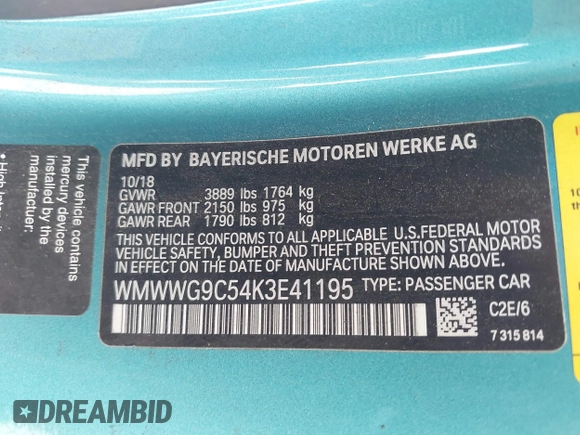 This vehicle contains
mercury devices
installed by the
manufacturer:
MFD BY BAYERISCHE MOTOREN WERKE AG
10/18
GVWR 3889 lbs 1764 kg
GAWR FRONT 2150 lbs 975 kg
GAWR REAR 1790 lbs 812 kg
THIS VEHICLE CONFORMS TO ALL APPLICABLE U.S.FEDERAL MOTOR
VEHICLE SAFETY, BUMPER AND THEFT PREVENTION STANDARDS
IN EFFECT ON THE DATE OF MANUFACTURE SHOWN ABOVE.
WMWWG9C54K3E41195 TYPE: PASSENGER CAR
C2E/6
7 315 814
DREAMBID